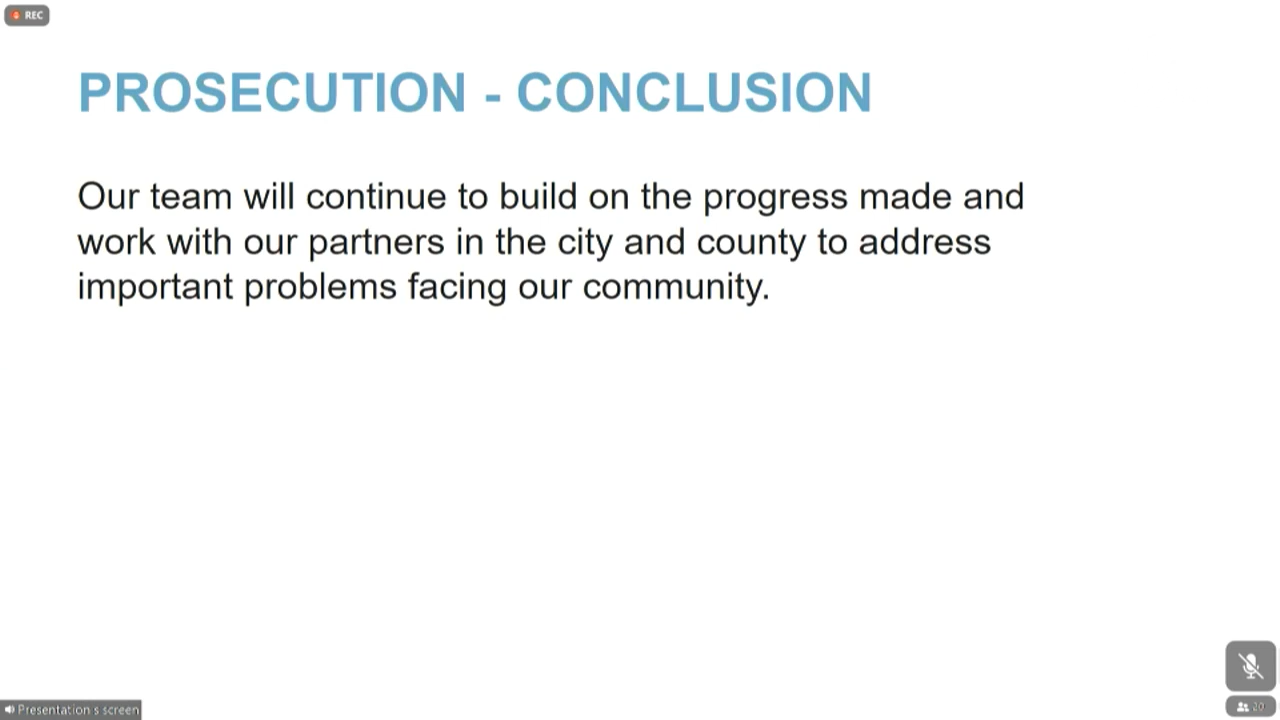 REC
PROSECUTION - CONCLUSION
Our team will continue to build on the progress made and
work with our partners in the city and county to address
important problems facing our community.
20
Presentation's screen